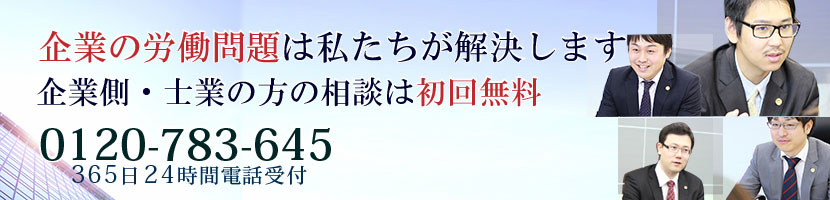 企業の労働問題は私たちが解決します
企業側・士業の方の相談は初回無料
0120-783-645
365日24時間電話受付